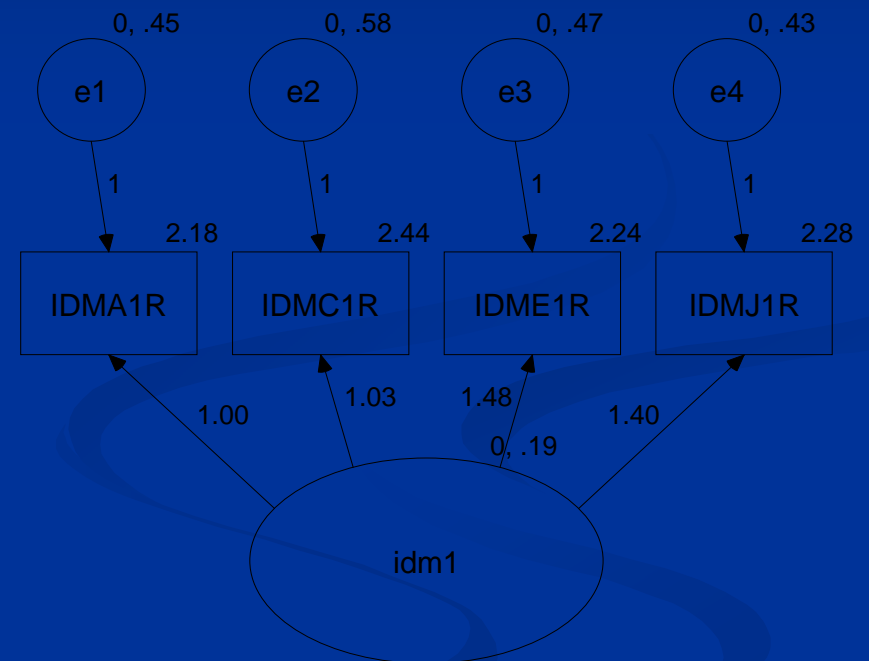 0, .45
0, .58
0, .47
0, .43
e1
e2
e3
e4
1
1
1
1
2.18
2.44
2.24
2.28
IDMA1R
IDMC1R
IDME1R
IDMJ1R
1.00
1.03
1.48
1.40
0, .19
idm1